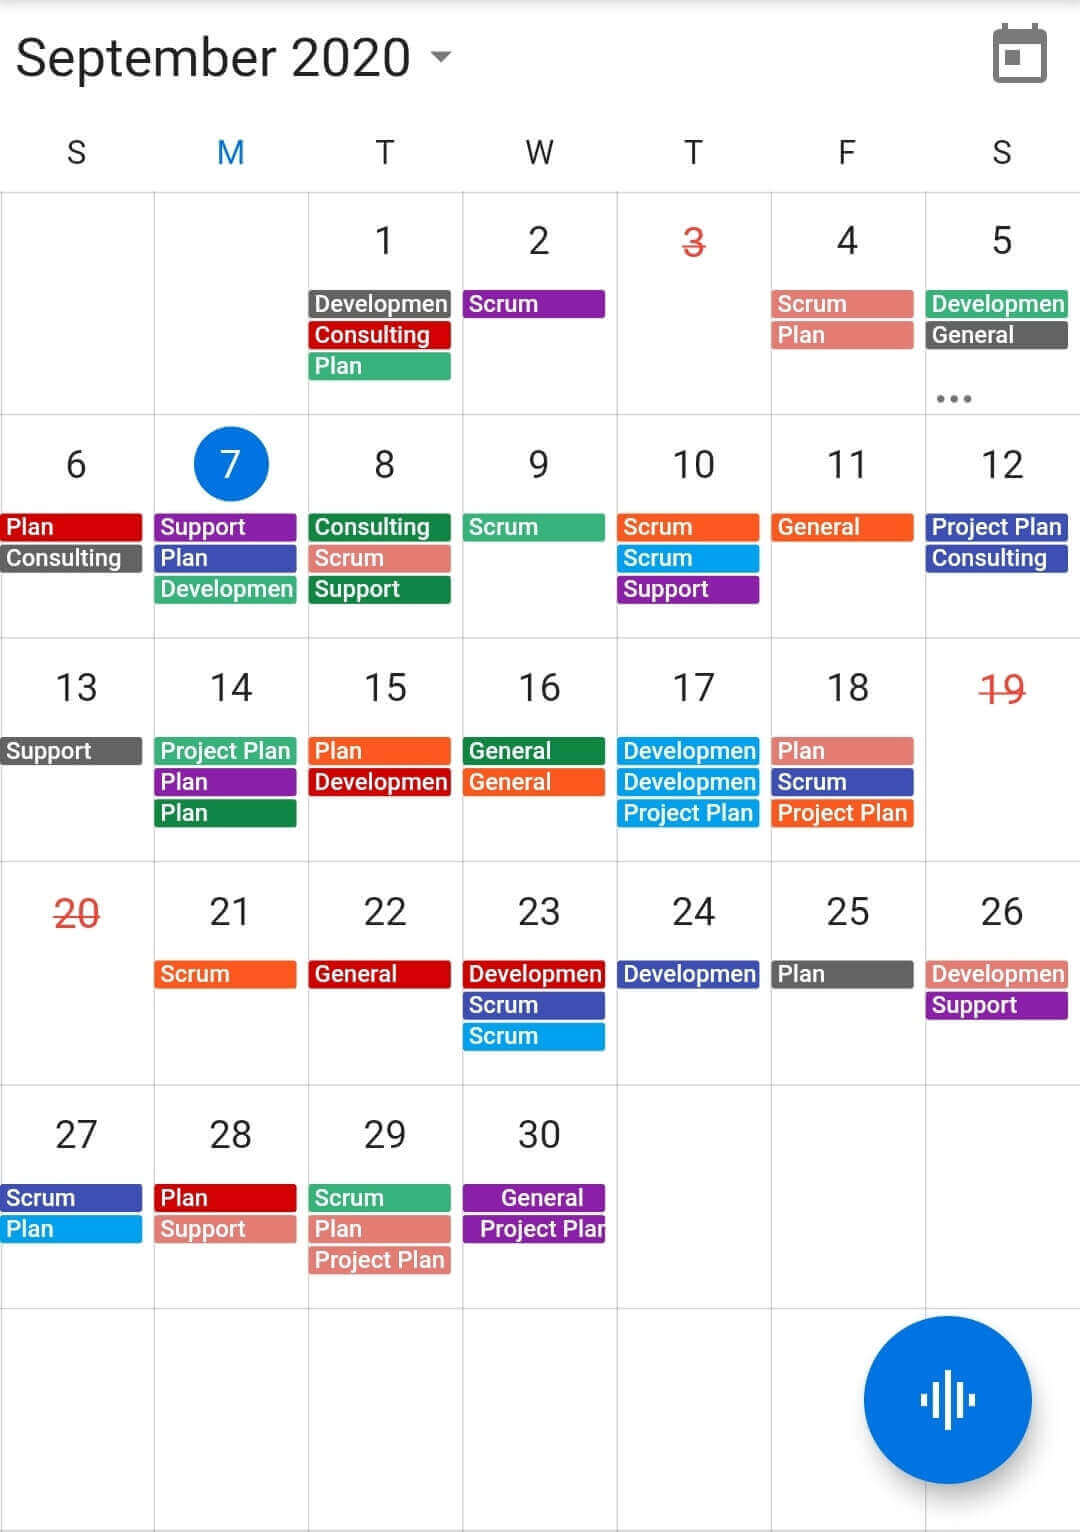 September 2020
S M T W T F S
1 2 3 4 5
Developmen Scrum Scrum Developmen
Consulting Plan General
Plan
...
6 7 8 9 10 11 12
Plan Support Consulting Scrum Scrum General Project Plan
Consulting Plan Scrum Scrum Consulting
Developmen Support Support
13 14 15 16 17 18 19
Support Project Plan Plan General Developmen Plan
Plan Developmen General Developmen Scrum
Plan Project Plan Project Plan
20 21 22 23 24 25 26
Scrum General Developmen Developmen Plan Developmen
Scrum Support
Scrum
27 28 29 30
Scrum Plan Scrum General
Plan Support Plan Project Plan
Project Plan